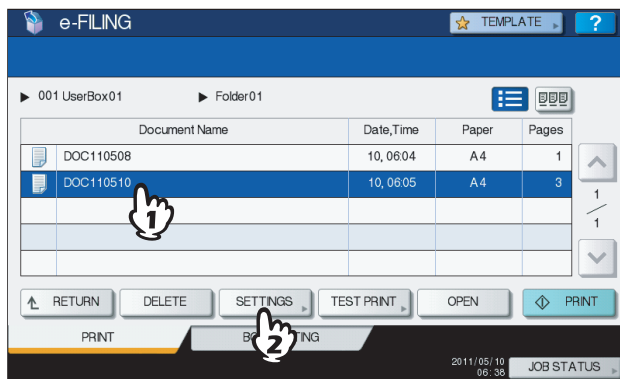 e-FILING
TEMPLATE
?
001 UserBox01 Folder01
Document Name Date,Time Paper Pages
DOC110508 10, 06:04 A4 1
DOC110510 10, 06:05 A4 3
1
1
1
RETURN DELETE SETTINGS TEST PRINT OPEN PRINT
2
PRINT
2011/05/10
06:38
JOB STATUS